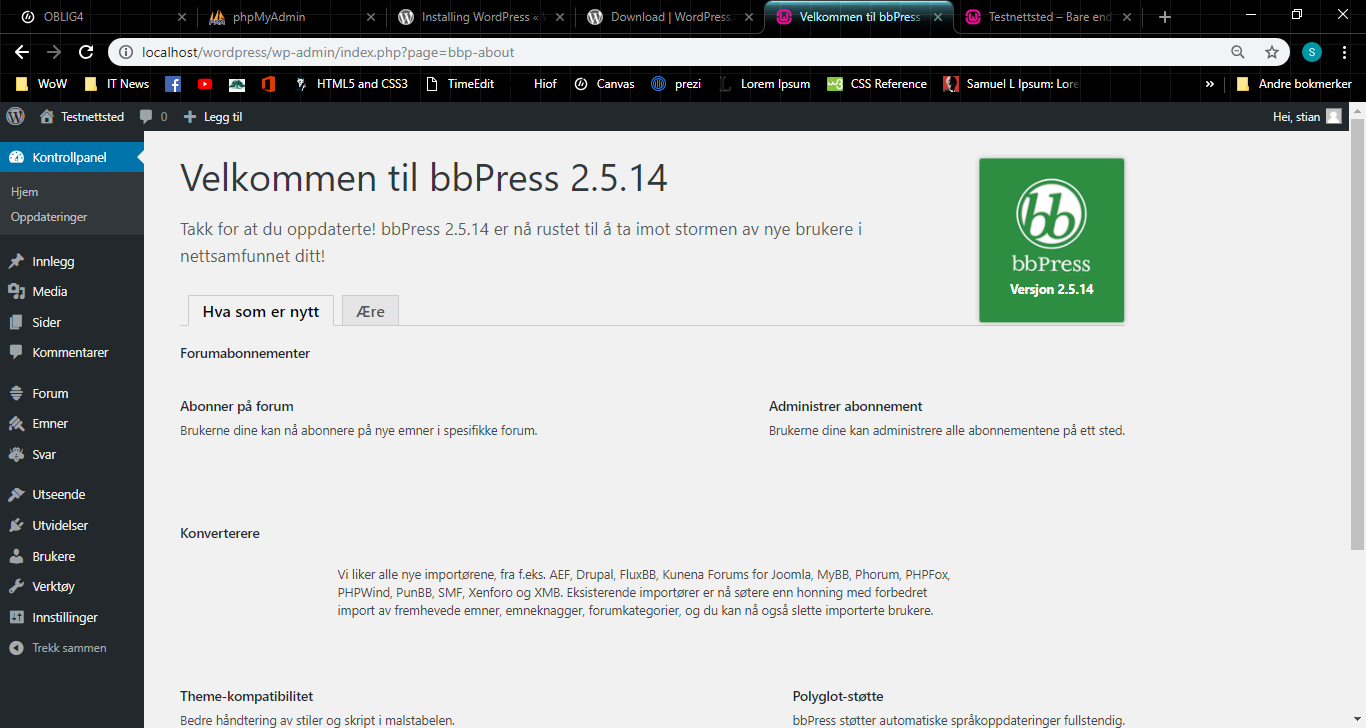 OBLIG4
phpMyAdmin
Installing WordPress «
Download | WordPress
Velkommen til bbPress
Testnettsted – Bare end
localhost/wordpress/wp-admin/index.php?page=bbp-about
S
WoW
IT News
HTML5 and CSS3
TimeEdit
Hiof
Canvas
prezi
Lorem Ipsum
CSS Reference
Samuel L Ipsum: Lore
»
Andre bokmerker
Testnettsted
0
Legg til
Hei, stian
Kontrollpanel
Hjem
Oppdateringer
Innlegg
Media
Sider
Kommentarer
Forum
Emner
Svar
Utseende
Utvidelser
Brukere
Verktøy
Innstillinger
Trekk sammen
Velkommen til bbPress 2.5.14
Takk for at du oppdaterte! bbPress 2.5.14 er nå rustet til å ta imot stormen av nye brukere i
nettsamfunnet ditt!
bb
bbPress
Versjon 2.5.14
Hva som er nytt
Ære
Forumabonnementer
Abonner på forum
Brukerne dine kan nå abonnere på nye emner i spesifikke forum.
Administrer abonnement
Brukerne dine kan administrere alle abonnementene på ett sted.
Konverterere
Vi liker alle nye importørene, fra f.eks. AEF, Drupal, FluxBB, Kunena Forums for Joomla, MyBB, Phorum, PHPFox,
PHPWind, PunBB, SMF, Xenforo og XMB. Eksisterende importører er nå søtere enn honning med forbedret
import av fremhevede emner, emneknagger, forumkategorier, og du kan nå også slette importerte brukere.
Theme-kompatibilitet
Bedre håndtering av stiler og skript i malstabelen.
Polyglot-støtte
bbPress støtter automatiske språkoppdateringer fullstendig.